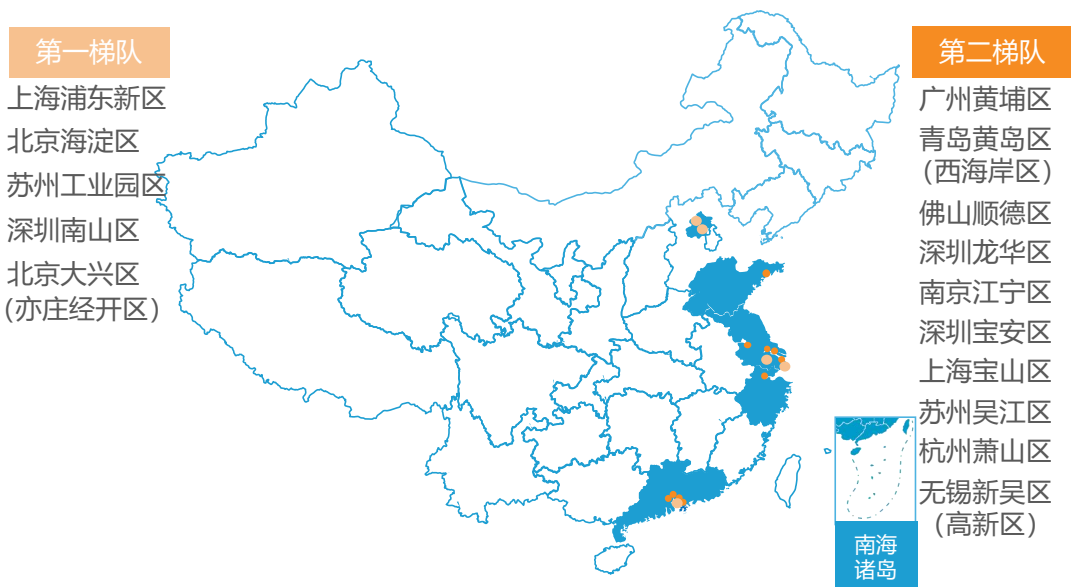 第一梯队
上海浦东新区
北京海淀区
苏州工业园区
深圳南山区
北京大兴区
（亦庄经开区）
第二梯队
广州黄埔区
青岛黄岛区
（西海岸区）
佛山顺德区
深圳龙华区
南京江宁区
深圳宝安区
上海宝山区
苏州吴江区
杭州萧山区
无锡新吴区
（高新区）
南海
诸岛